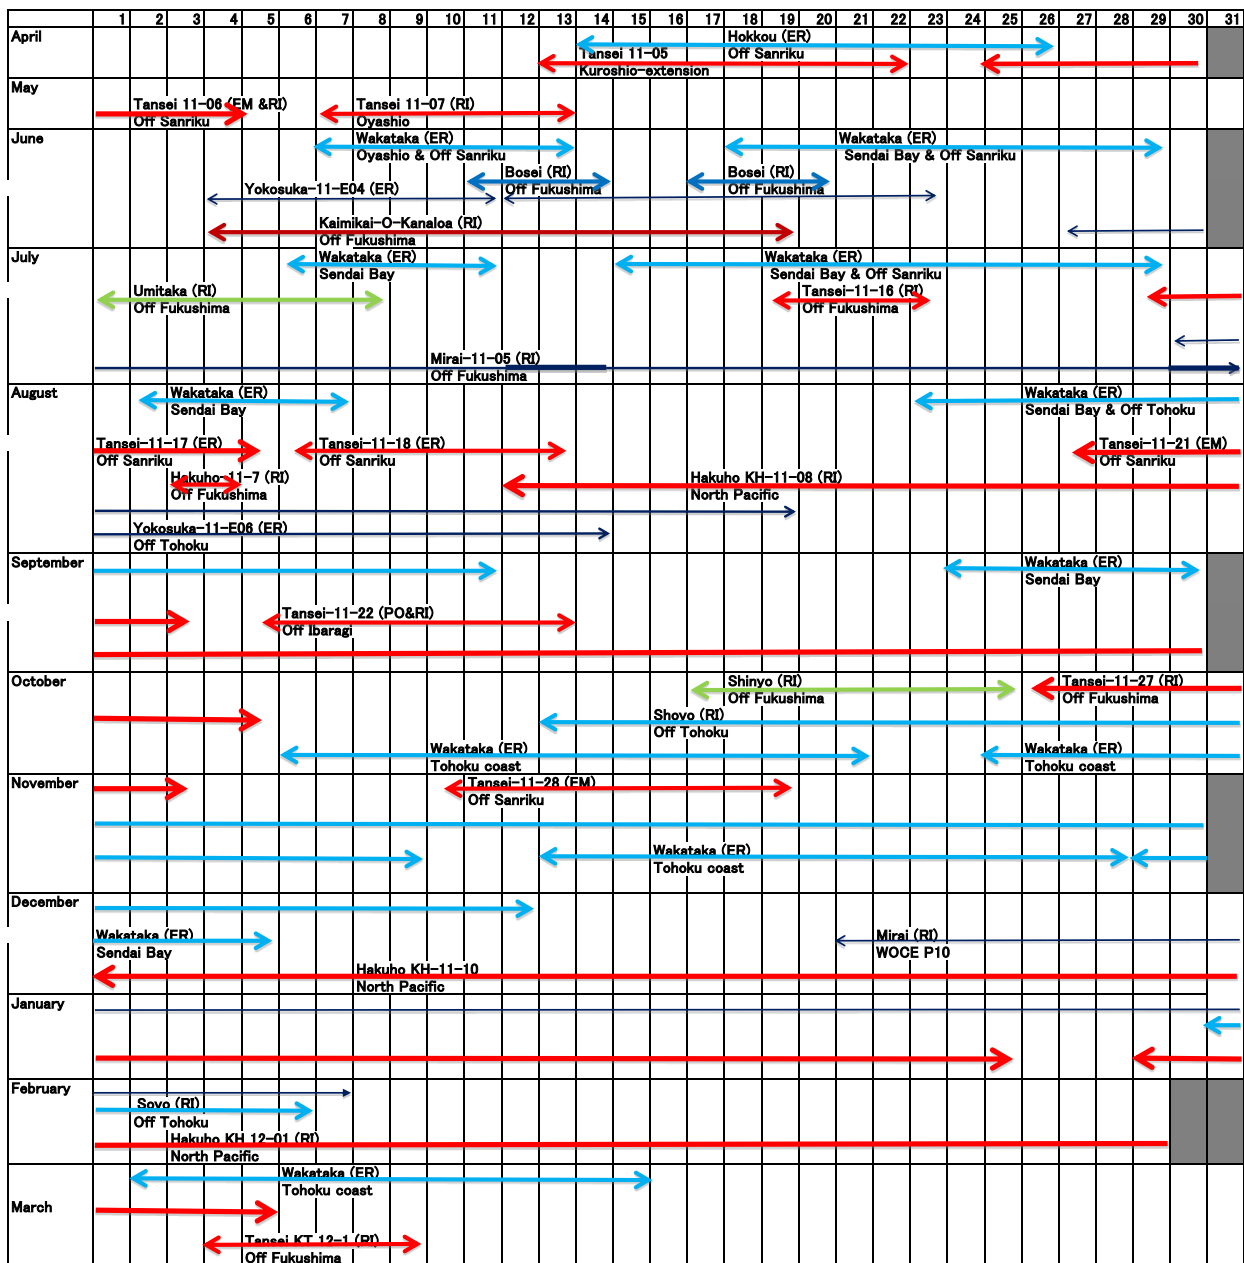 1 2 3 4 5 6 7 8 9 10 11 12 13 14 15 16 17 18 19 20 21 22 23 24 25 26 27 28 29 30 31
April
Hokkou (ER)
Off Sanriku
Tansei 11-05
Kuroshio-extension
May
Tansei 11-06 (EM &RI)
Off Sanriku
Tansei 11-07 (RI)
Oyashio
June
Wakataka (ER)
Oyashio & Off Sanriku
Wakataka (ER)
Sendai Bay & Off Sanriku
Bosei (RI)
Off Fukushima
Bosei (RI)
Off Fukushima
Yokosuka-11-E04 (ER)
Kaimikai-O-Kanaloa (RI)
Off Fukushima
July
Wakataka (ER)
Sendai Bay
Wakataka (ER)
Sendai Bay & Off Sanriku
Umitaka (RI)
Off Fukushima
Tansei-11-16 (RI)
Off Fukushima
Mirai-11-05 (RI)
Off Fukushima
August
Wakataka (ER)
Sendai Bay
Wakataka (ER)
Sendai Bay & Off Tohoku
Tansei-11-17 (ER)
Off Sanriku
Tansei-11-18 (ER)
Off Sanriku
Tansei-11-21 (EM)
Off Sanriku
Hakuho-11-7 (RI)
Off Fukushima
Hakuho KH-11-08 (RI)
North Pacific
Yokosuka-11-E06 (ER)
Off Tohoku
September
Wakataka (ER)
Sendai Bay
Tansei-11-22 (PO&RI)
Off Ibaragi
October
Shinyo (RI)
Off Fukushima
Tansei-11-27 (RI)
Off Fukushima
Shoyo (RI)
Off Tohoku
Wakataka (ER)
Tohoku coast
Wakataka (ER)
Tohoku coast
November
Tansei-11-28 (EM)
Off Sanriku
Wakataka (ER)
Tohoku coast
December
Wakataka (ER)
Sendai Bay
Mirai (RI)
WOCE P10
Hakuho KH-11-10
North Pacific
January
February
Soyo (RI)
Off Tohoku
Hakuho KH 12-01 (RI)
North Pacific
Wakataka (ER)
Tohoku coast
March
Tansei KT 12-1 (RI)
Off Fukushima